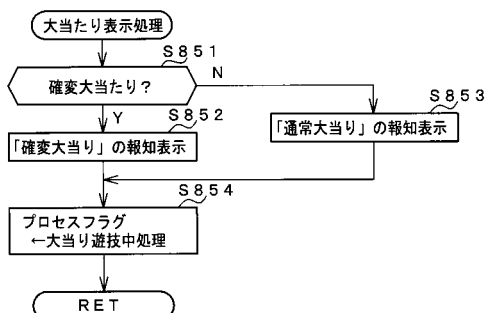 大当たり表示処理
S851
確変大当たり？
N
Y
S852
S853
「確変大当り」の報知表示
「通常大当り」の報知表示
S854
プロセスフラグ
←大当り遊技中処理
RET